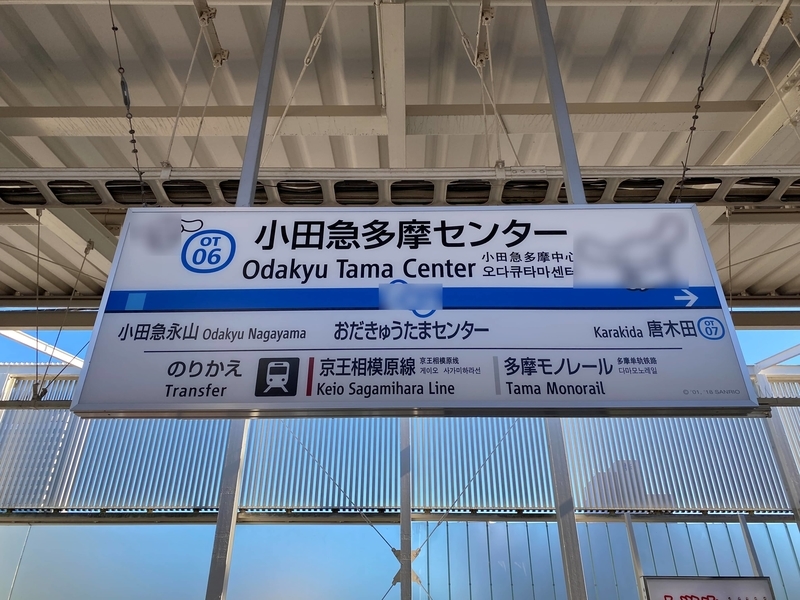 OT
06
小田急多摩センター
Odakyu Tama Center
小田急多摩中心
오다큐타마센터
小田急永山 Odakyu Nagayama
おだきゅうたまセンター
Karakida 唐木田
OT
07
のりかえ
Transfer
京王相模原線
京王相模原线
게이오 사가미하라선
Keio Sagamihara Line
多摩モノレール
多摩单轨铁路
다마모노레일
Tama Monorail
© '01, '18 SANRIO